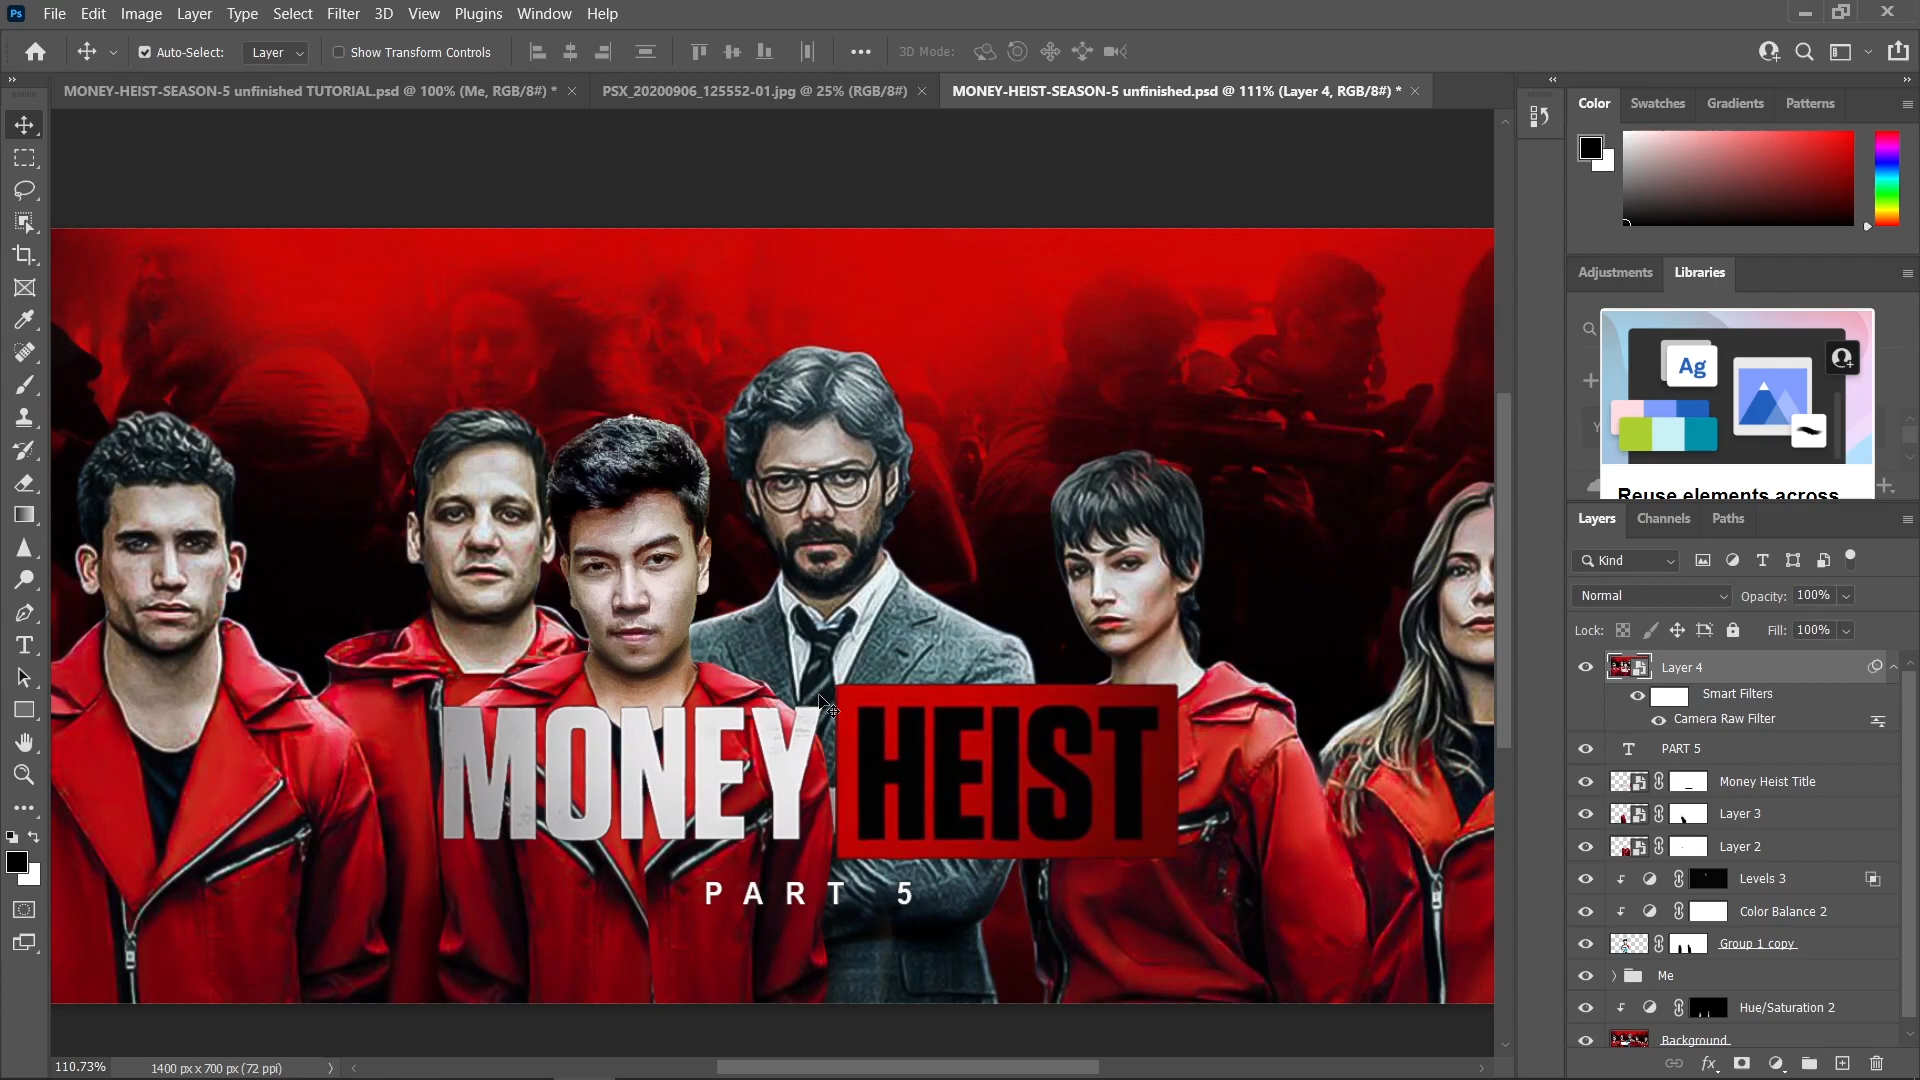 Ps File Edit Image Layer Type Select Filter 3D View Plugins Window Help
Auto-Select: Layer Show Transform Controls 3D Mode:
MONEY-HEIST-SEASON-5 unfinished TUTORIAL.psd @ 100% (Me, RGB/8#) * PSX_20200906_125552-01.jpg @ 25% (RGB/8#) MONEY-HEIST-SEASON-5 unfinished.psd @ 111% (Layer 4, RGB/8#) *
Color Swatches Gradients Patterns
Adjustments Libraries
Ag
Reuse elements across
Layers Channels Paths
Kind
Normal Opacity: 100%
Lock: Fill: 100%
Layer 4
Smart Filters
Camera Raw Filter
PART 5
Money Heist Title
Layer 3
Layer 2
Levels 3
Color Balance 2
Group 1 copy
Me
Hue/Saturation 2
Background
MONEY HEIST
PART 5
110.73% 1400 px x 700 px (72 ppi)
fx